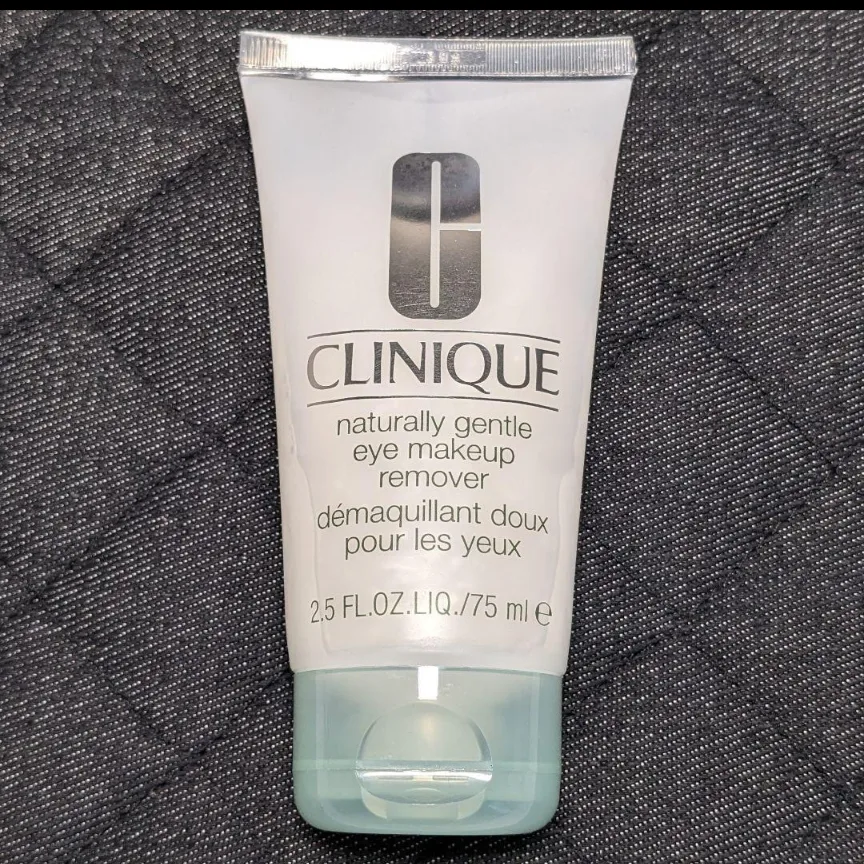 C
CLINIQUE
naturally gentle
eye makeup
remover
démaquillant doux
pour les yeux
2.5 FL.OZ.LIQ./75 ml e